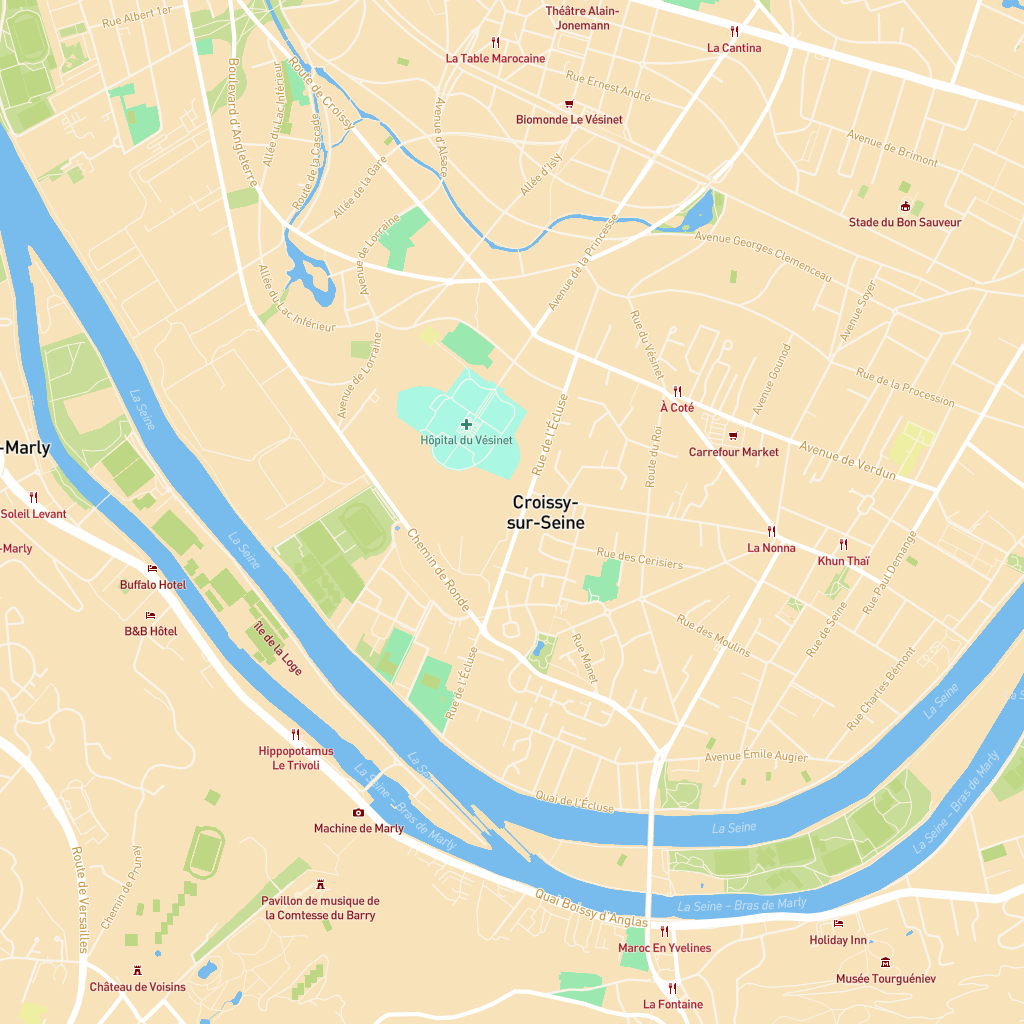 Rue Albert 1er
Théâtre Alain-
Jonemann
La Cantina
La Table Marocaine
Route de Croissy
Rue Ernest André
Boulevard d'Angleterre
Allée du Lac Inférieur
Biomonde Le Vésinet
Avenue d'Alsace
Route de la Cascade
Avenue de Brimont
Allée de la Gare
Allée d'Isly
Stade du Bon Sauveur
Avenue de Lorraine
Avenue de la Princesse
Avenue Georges Clemenceau
Allée du Lac Inférieur
Avenue Soyer
Rue du Vésinet
Avenue de Lorraine
Avenue Gounod
Rue de la Procession
La Seine
À Coté
Rue de l'Écluse
Hôpital du Vésinet
Route du Roi
Carrefour Market
Avenue de Verdun
-Marly
Soleil Levant
Croissy-
sur-Seine
La Seine
-Marly
La Nonna
Khun Thaï
Rue des Cerisiers
Rue Paul Demange
Chemin de Ronde
Buffalo Hotel
B&B Hôtel
île de la Loge
Rue des Moulins
Rue de Seine
Rue Manet
Rue de l'Écluse
Rue Charles Bémont
La Seine
Hippopotamus
Le Trivoli
Avenue Émile Augier
La Seine – Bras de Marly
Quai de l'Écluse
La Seine
La Seine – Bras de Marly
Machine de Marly
Route de Versailles
Chemin de Prunay
Pavillon de musique de
la Comtesse du Barry
Quai Boissy d'Anglas
La Seine – Bras de Marly
Maroc En Yvelines
Holiday Inn
Château de Voisins
Musée Tourguéniev
La Fontaine